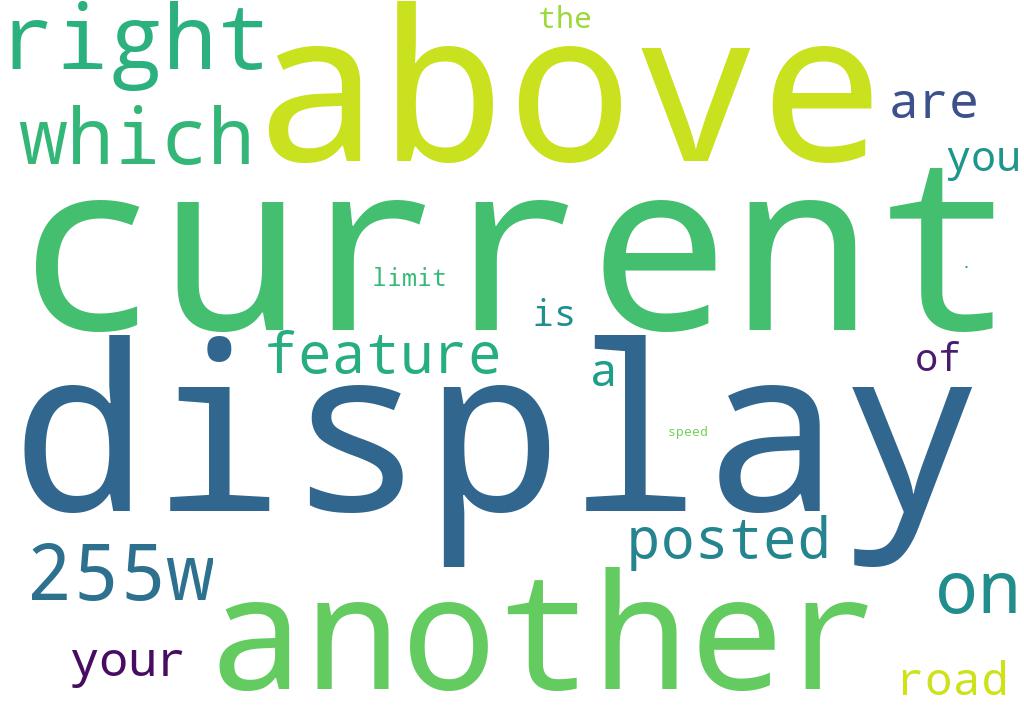 the
right above
which are
you
current
limit .
is
feature a of
display
speed
posted
255w on
another
your road